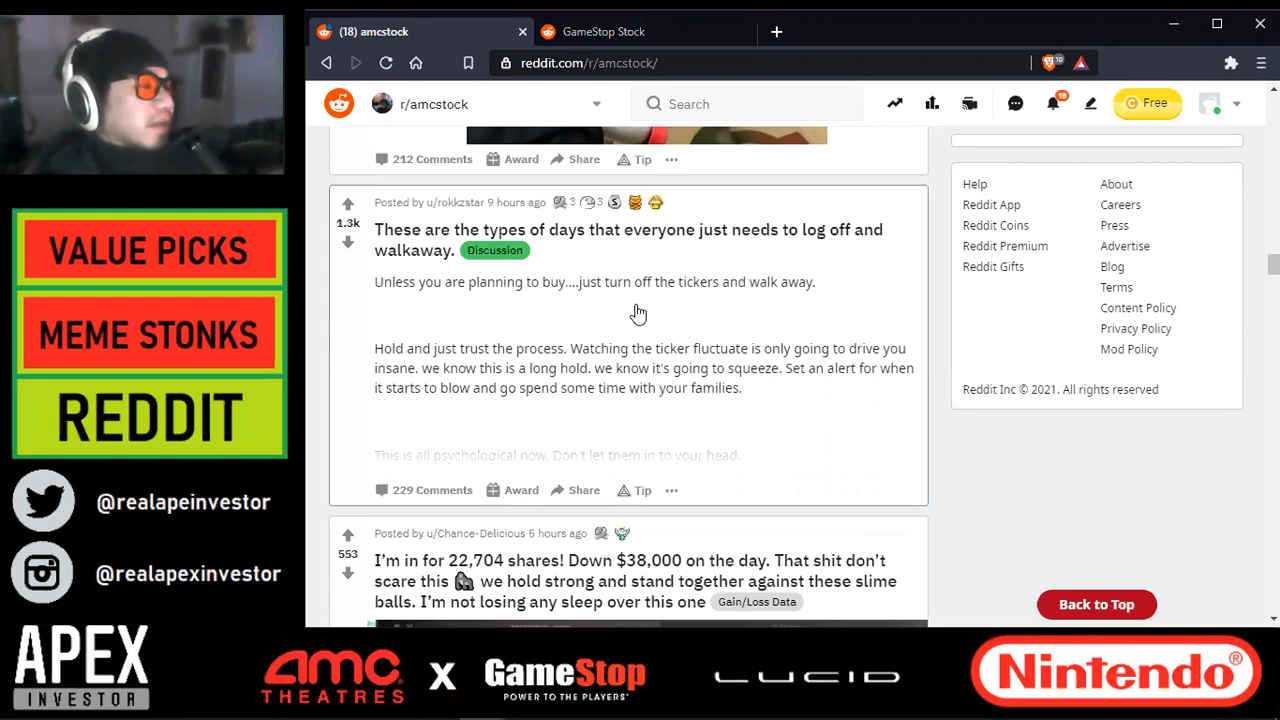 (18) amcstock
GameStop Stock
reddit.com/r/amcstock/
10
r/amcstock
Search
18
Free
212 Comments
Award
Share
Tip
Posted by u/rokkzstar 9 hours ago
3
3
1.3k
These are the types of days that everyone just needs to log off and
walkaway.
Discussion
Unless you are planning to buy....just turn off the tickers and walk away.
Hold and just trust the process. Watching the ticker fluctuate is only going to drive you
insane. we know this is a long hold. we know it's going to squeeze. Set an alert for when
it starts to blow and go spend some time with your families.
This is all psychological now. Don't let them in to your head.
229 Comments
Award
Share
Tip
Posted by u/Chance-Delicious 5 hours ago
553
I'm in for 22,704 shares! Down $38,000 on the day. That shit don't
scare this 🦍 we hold strong and stand together against these slime
balls. I'm not losing any sleep over this one
Gain/Loss Data
Help
About
Reddit App
Careers
Reddit Coins
Press
Reddit Premium
Advertise
Reddit Gifts
Blog
Terms
Content Policy
Privacy Policy
Mod Policy
Reddit Inc © 2021. All rights reserved
Back to Top
VALUE PICKS
MEME STONKS
REDDIT
@realapeinvestor
@realapexinvestor
APEX
INVESTOR
amc
THEATRES
X
GameStop
POWER TO THE PLAYERS™
LUCID
Nintendo®